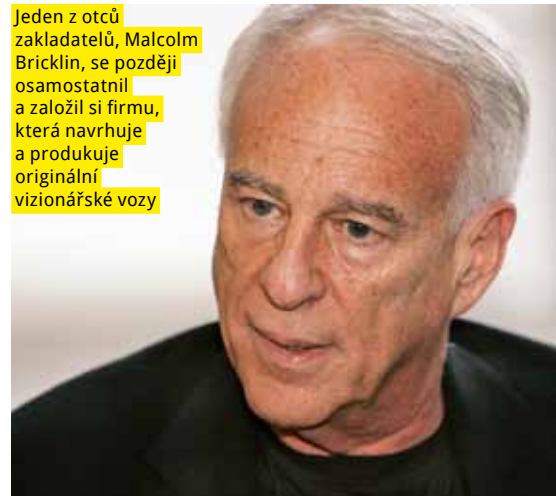 Jeden z otců
zakladatelů, Malcolm
Bricklin, se později
osamostatnil
a založil si firmu,
která navrhuje
a produkuje
originální
vizionářské vozy